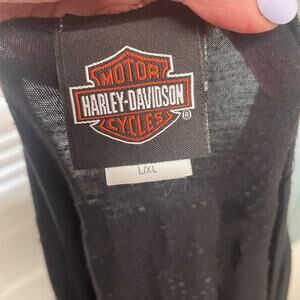 MOTOR
HARLEY-DAVIDSON
CYCLES
®
L/XL